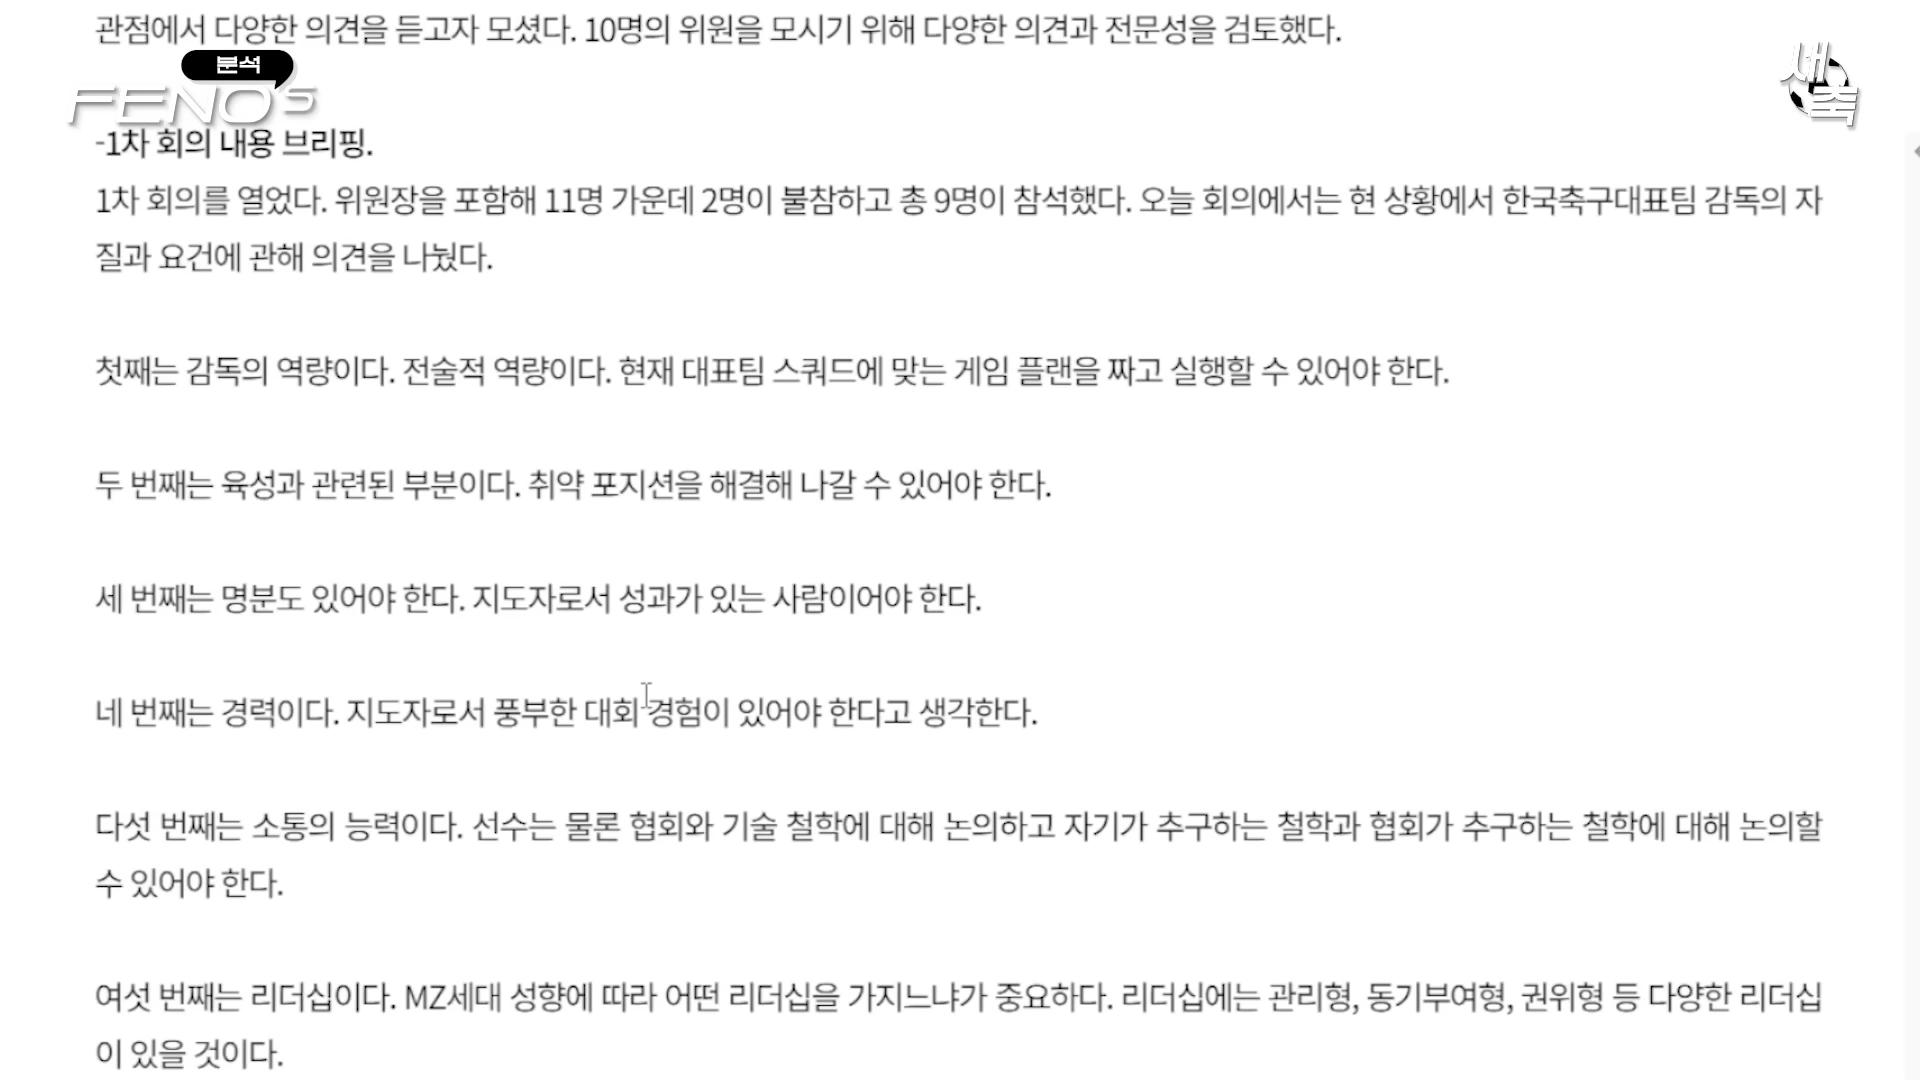 관점에서 다양한 의견을 듣고자 모셨다. 10명의 위원을 모시기 위해 다양한 의견과 전문성을 검토했다.
분석
FENO'S
세축
-1차 회의 내용 브리핑.
1차 회의를 열었다. 위원장을 포함해 11명 가운데 2명이 불참하고 총 9명이 참석했다. 오늘 회의에서는 현 상황에서 한국축구대표팀 감독의 자
질과 요건에 관해 의견을 나눴다.
첫째는 감독의 역량이다. 전술적 역량이다. 현재 대표팀 스쿼드에 맞는 게임 플랜을 짜고 실행할 수 있어야 한다.
두 번째는 육성과 관련된 부분이다. 취약 포지션을 해결해 나갈 수 있어야 한다.
세 번째는 명분도 있어야 한다. 지도자로서 성과가 있는 사람이어야 한다.
네 번째는 경력이다. 지도자로서 풍부한 대회 경험이 있어야 한다고 생각한다.
다섯 번째는 소통의 능력이다. 선수는 물론 협회와 기술 철학에 대해 논의하고 자기가 추구하는 철학과 협회가 추구하는 철학에 대해 논의할
수 있어야 한다.
여섯 번째는 리더십이다. MZ세대 성향에 따라 어떤 리더십을 가지느냐가 중요하다. 리더십에는 관리형, 동기부여형, 권위형 등 다양한 리더십
이 있을 것이다.